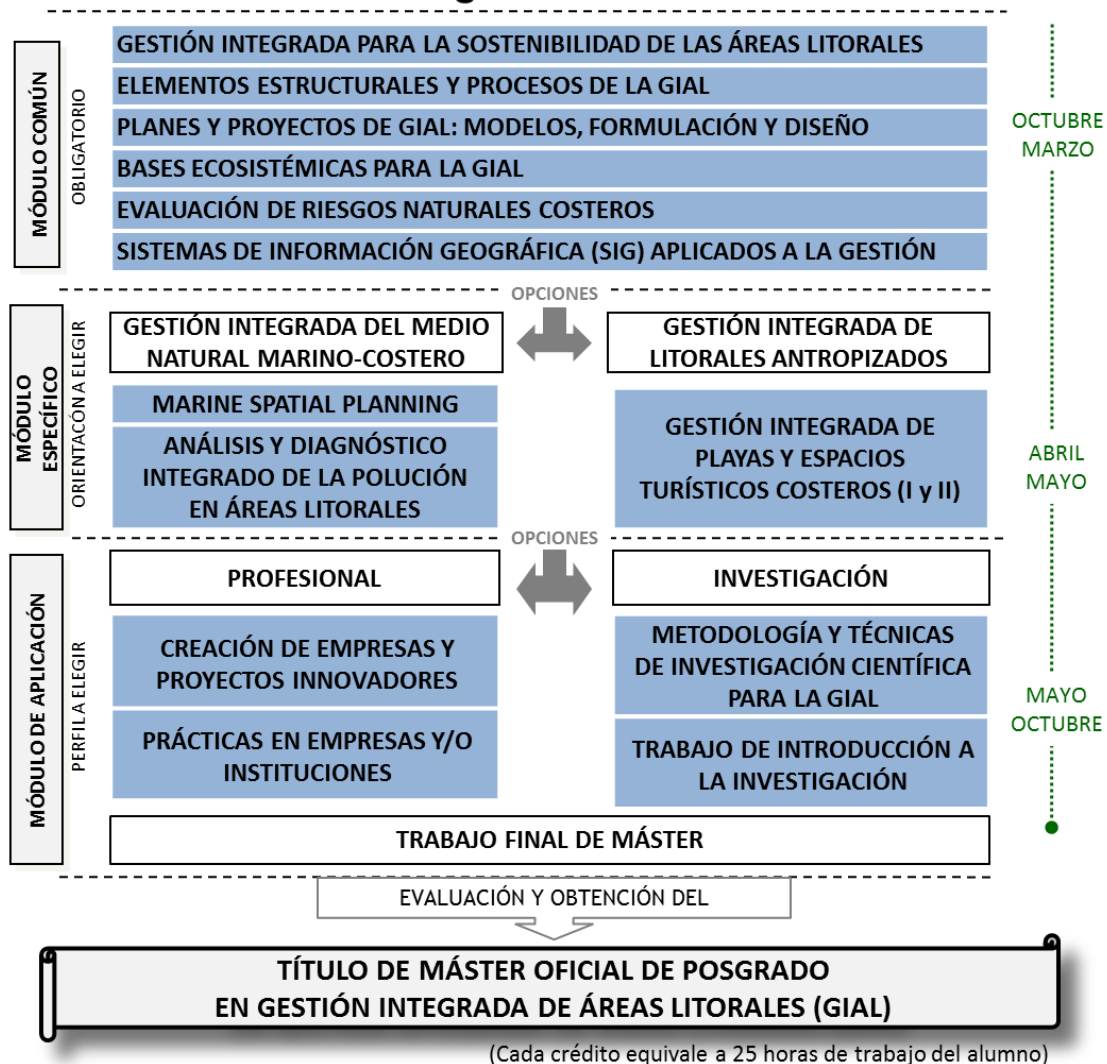 MÓDULO COMÚN
OBLIGATORIO
GESTIÓN INTEGRADA PARA LA SOSTENIBILIDAD DE LAS ÁREAS LITORALES
ELEMENTOS ESTRUCTURALES Y PROCESOS DE LA GIAL
PLANES Y PROYECTOS DE GIAL: MODELOS, FORMULACIÓN Y DISEÑO
BASES ECOSISTÉMICAS PARA LA GIAL
EVALUACIÓN DE RIESGOS NATURALES COSTEROS
SISTEMAS DE INFORMACIÓN GEOGRÁFICA (SIG) APLICADOS A LA GESTIÓN
OCTUBRE
MARZO
OPCIONES
MÓDULO
ESPECÍFICO
ORIENTACÓN A ELEGIR
GESTIÓN INTEGRADA DEL MEDIO
NATURAL MARINO-COSTERO
MARINE SPATIAL PLANNING
ANÁLISIS Y DIAGNÓSTICO
INTEGRADO DE LA POLUCIÓN
EN ÁREAS LITORALES
GESTIÓN INTEGRADA DE
LITORALES ANTROPIZADOS
GESTIÓN INTEGRADA DE
PLAYAS Y ESPACIOS
TURÍSTICOS COSTEROS (I y II)
ABRIL
MAYO
OPCIONES
MÓDULO DE APLICACIÓN
PERFIL A ELEGIR
PROFESIONAL
CREACIÓN DE EMPRESAS Y
PROYECTOS INNOVADORES
PRÁCTICAS EN EMPRESAS Y/O
INSTITUCIONES
INVESTIGACIÓN
METODOLOGÍA Y TÉCNICAS
DE INVESTIGACIÓN CIENTÍFICA
PARA LA GIAL
TRABAJO DE INTRODUCCIÓN A
LA INVESTIGACIÓN
MAYO
OCTUBRE
TRABAJO FINAL DE MÁSTER
EVALUACIÓN Y OBTENCIÓN DEL
TÍTULO DE MÁSTER OFICIAL DE POSGRADO
EN GESTIÓN INTEGRADA DE ÁREAS LITORALES (GIAL)
(Cada crédito equivale a 25 horas de trabajo del alumno)